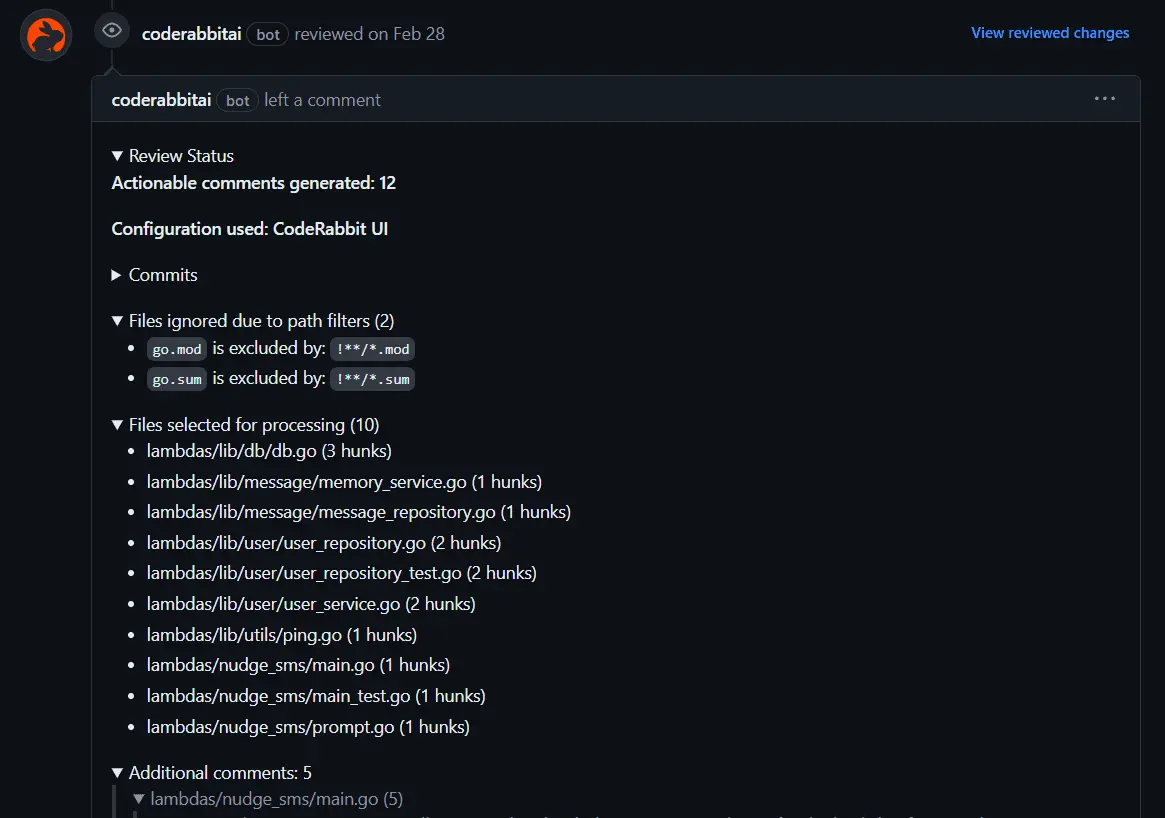 coderabbitai bot reviewed on Feb 28
View reviewed changes
coderabbitai bot left a comment
Review Status
Actionable comments generated: 12
Configuration used: CodeRabbit UI
Commits
Files ignored due to path filters (2)
go.mod is excluded by: !**/*.mod
go.sum is excluded by: !**/*.sum
Files selected for processing (10)
lambdas/lib/db/db.go (3 hunks)
lambdas/lib/message/memory_service.go (1 hunks)
lambdas/lib/message/message_repository.go (1 hunks)
lambdas/lib/user/user_repository.go (2 hunks)
lambdas/lib/user/user_repository_test.go (2 hunks)
lambdas/lib/user/user_service.go (2 hunks)
lambdas/lib/utils/ping.go (1 hunks)
lambdas/nudge_sms/main.go (1 hunks)
lambdas/nudge_sms/main_test.go (1 hunks)
lambdas/nudge_sms/prompt.go (1 hunks)
Additional comments: 5
lambdas/nudge_sms/main.go (5)